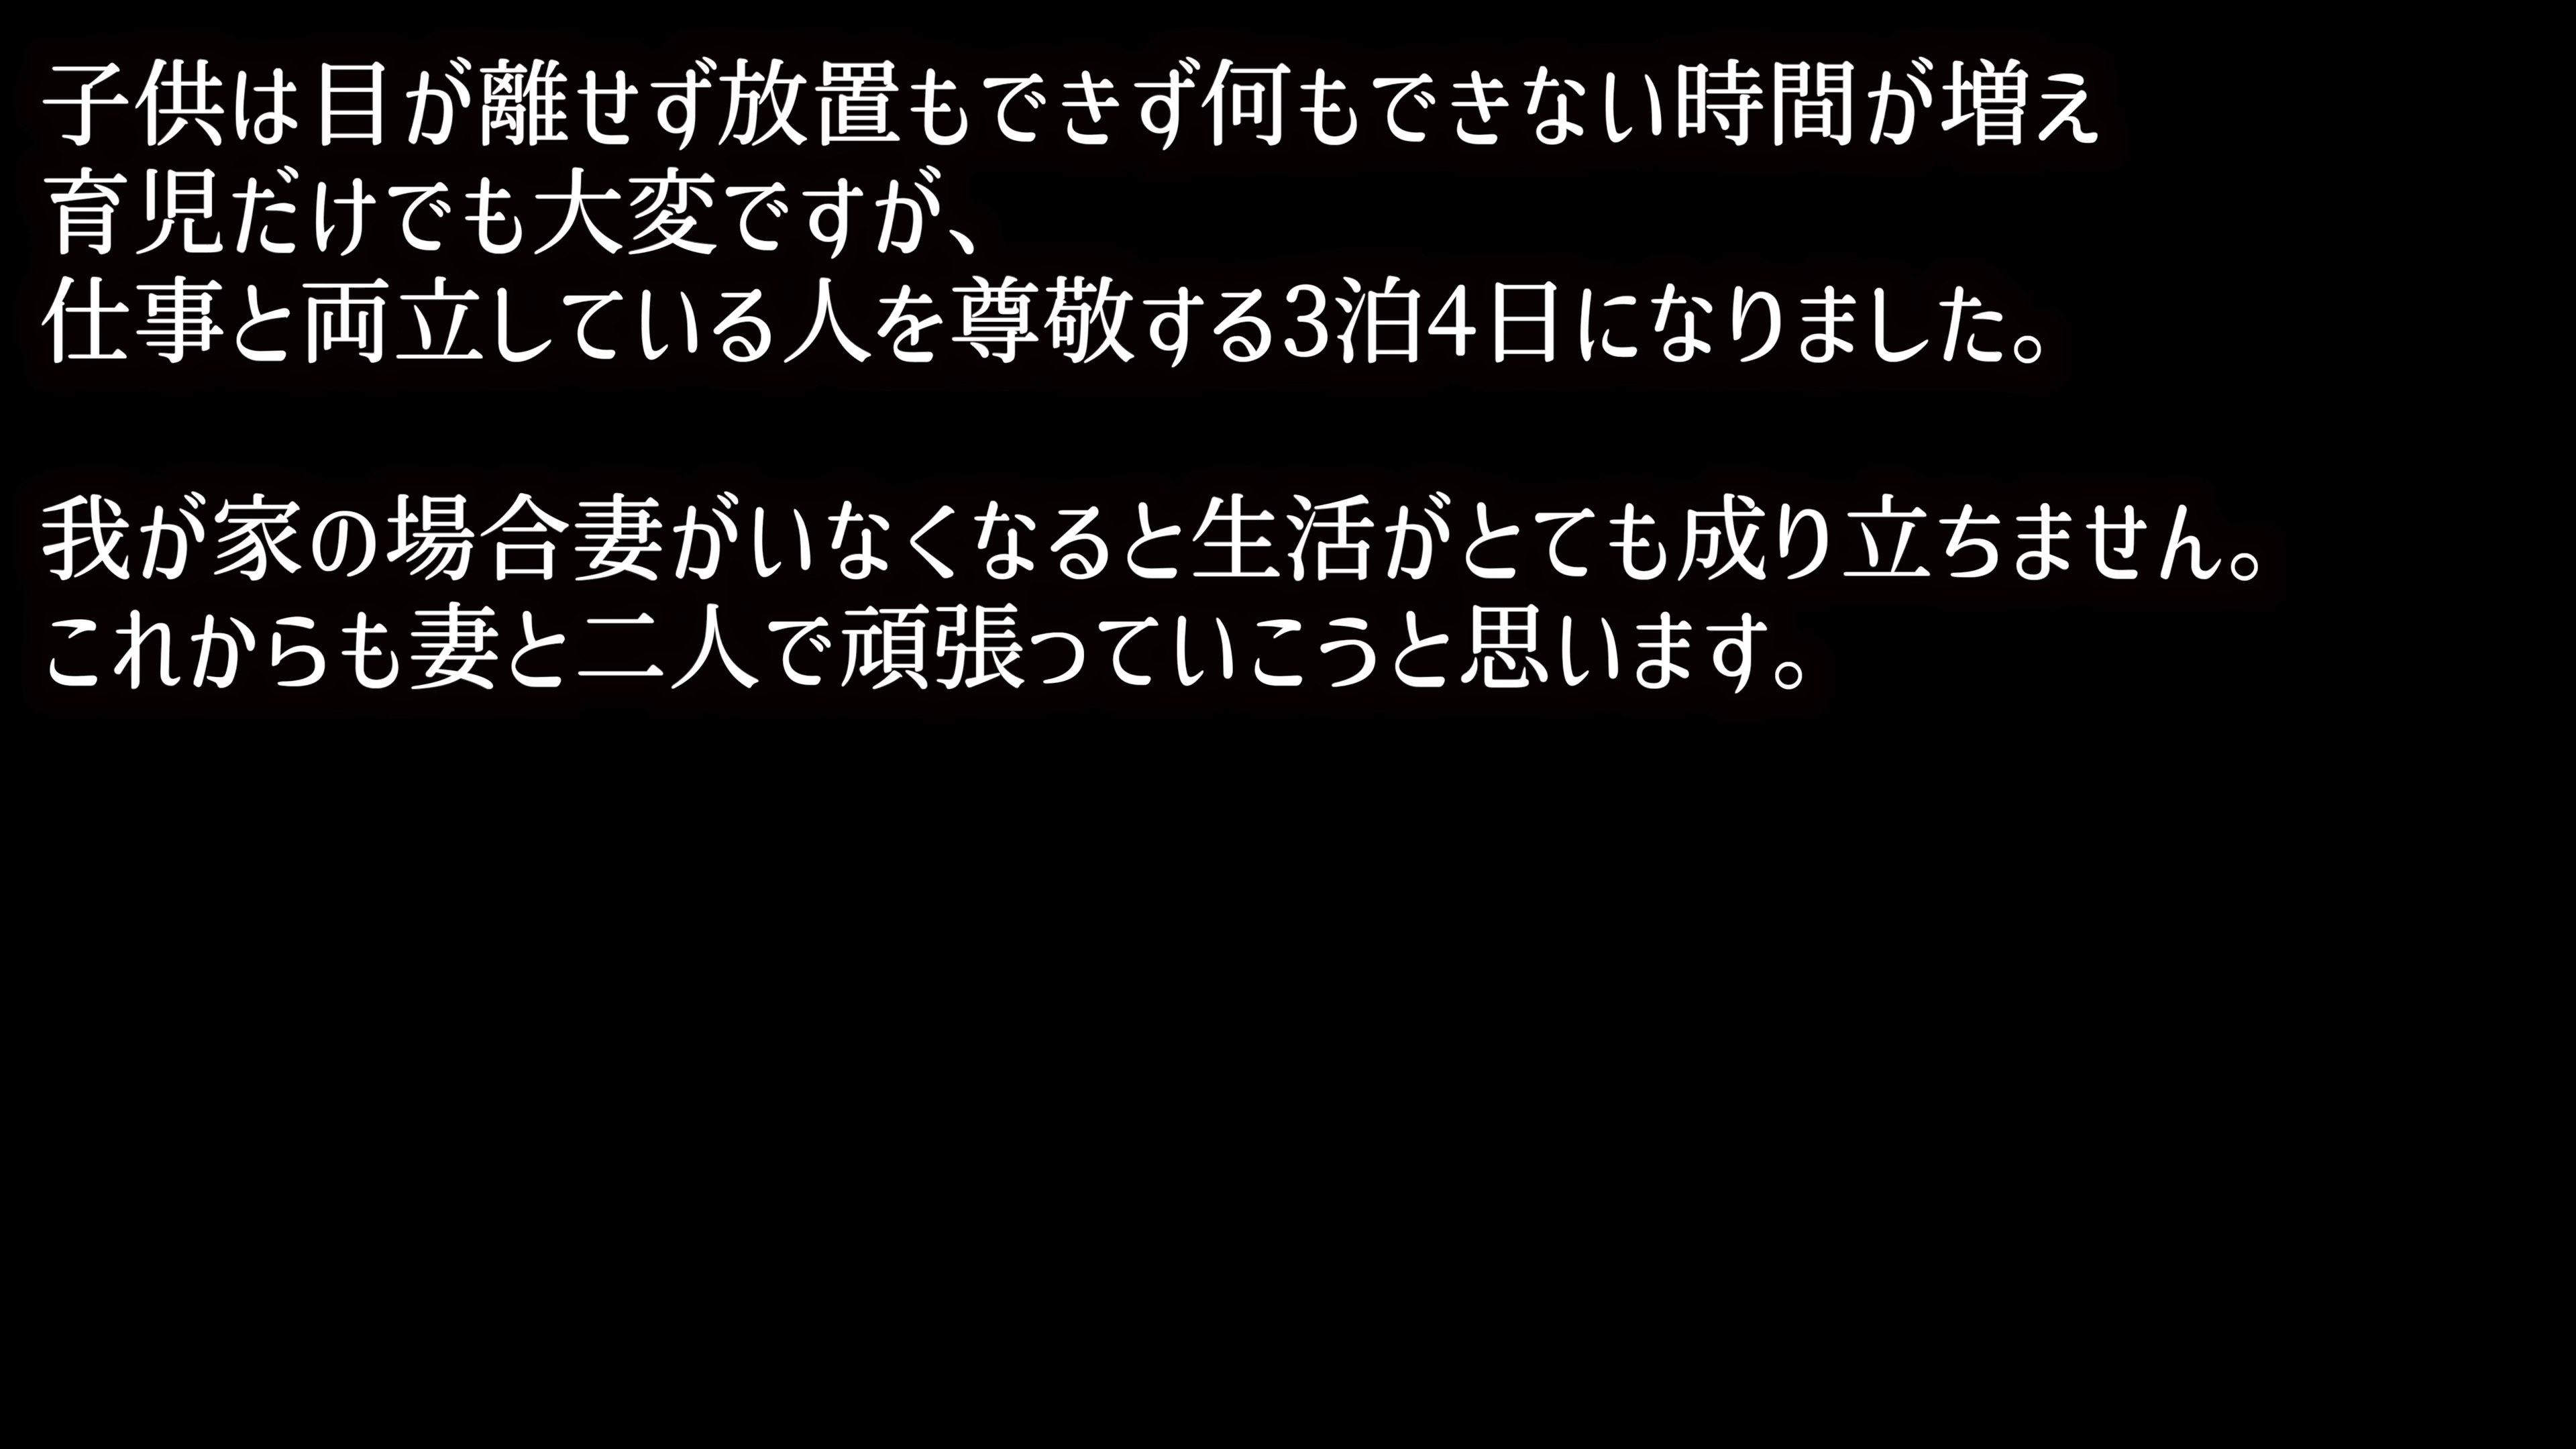 子供は目が離せず放置もできず何もできない時間が増え
育児だけでも大変ですが、
仕事と両立している人を尊敬する3泊4日になりました。
我が家の場合妻がいなくなると生活がとても成り立ちません。
これからも妻と二人で頑張っていこうと思います。